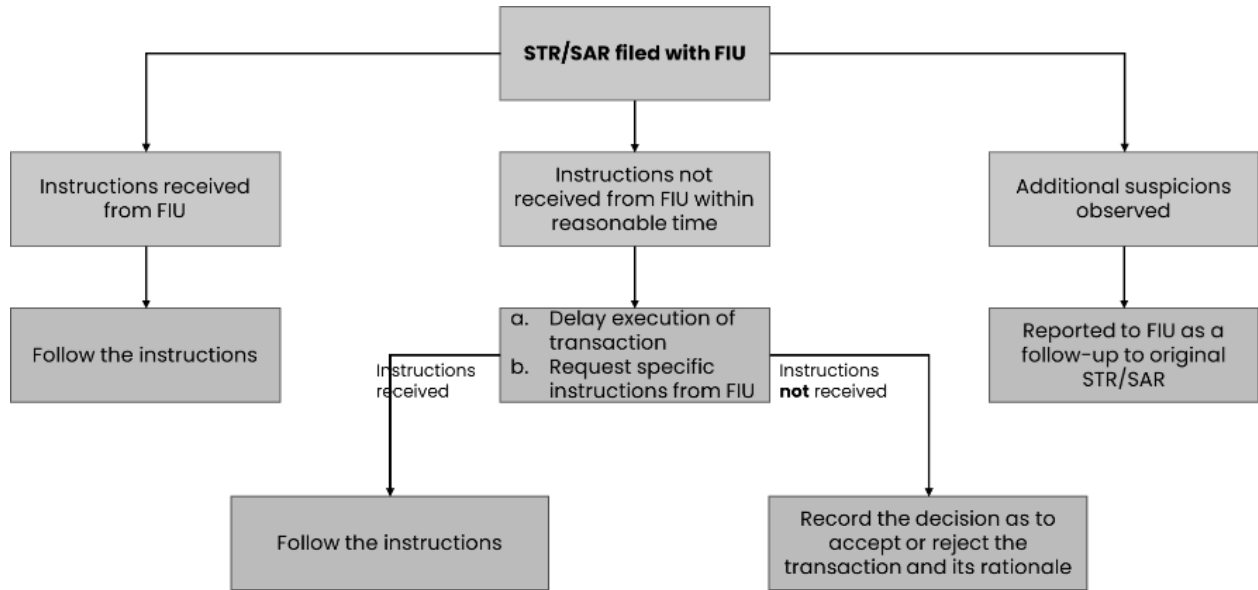 STR/SAR filed with FIU
Instructions received
from FIU
Instructions not
received from FIU within
reasonable time
Additional suspicions
observed
Follow the instructions
a. Delay execution of
transaction
b. Request specific
instructions from FIU
Reported to FIU as a
follow-up to original
STR/SAR
Instructions
received
Instructions
not received
Follow the instructions
Record the decision as to
accept or reject the
transaction and its rationale